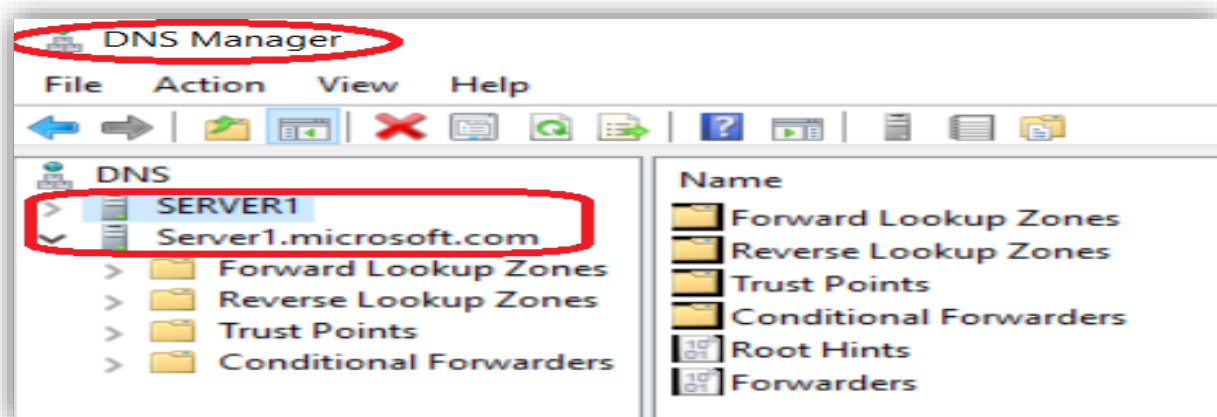 DNS Manager
File Action View Help
DNS
SERVER1
Server1.microsoft.com
Forward Lookup Zones
Reverse Lookup Zones
Trust Points
Conditional Forwarders
Name
Forward Lookup Zones
Reverse Lookup Zones
Trust Points
Conditional Forwarders
Root Hints
Forwarders